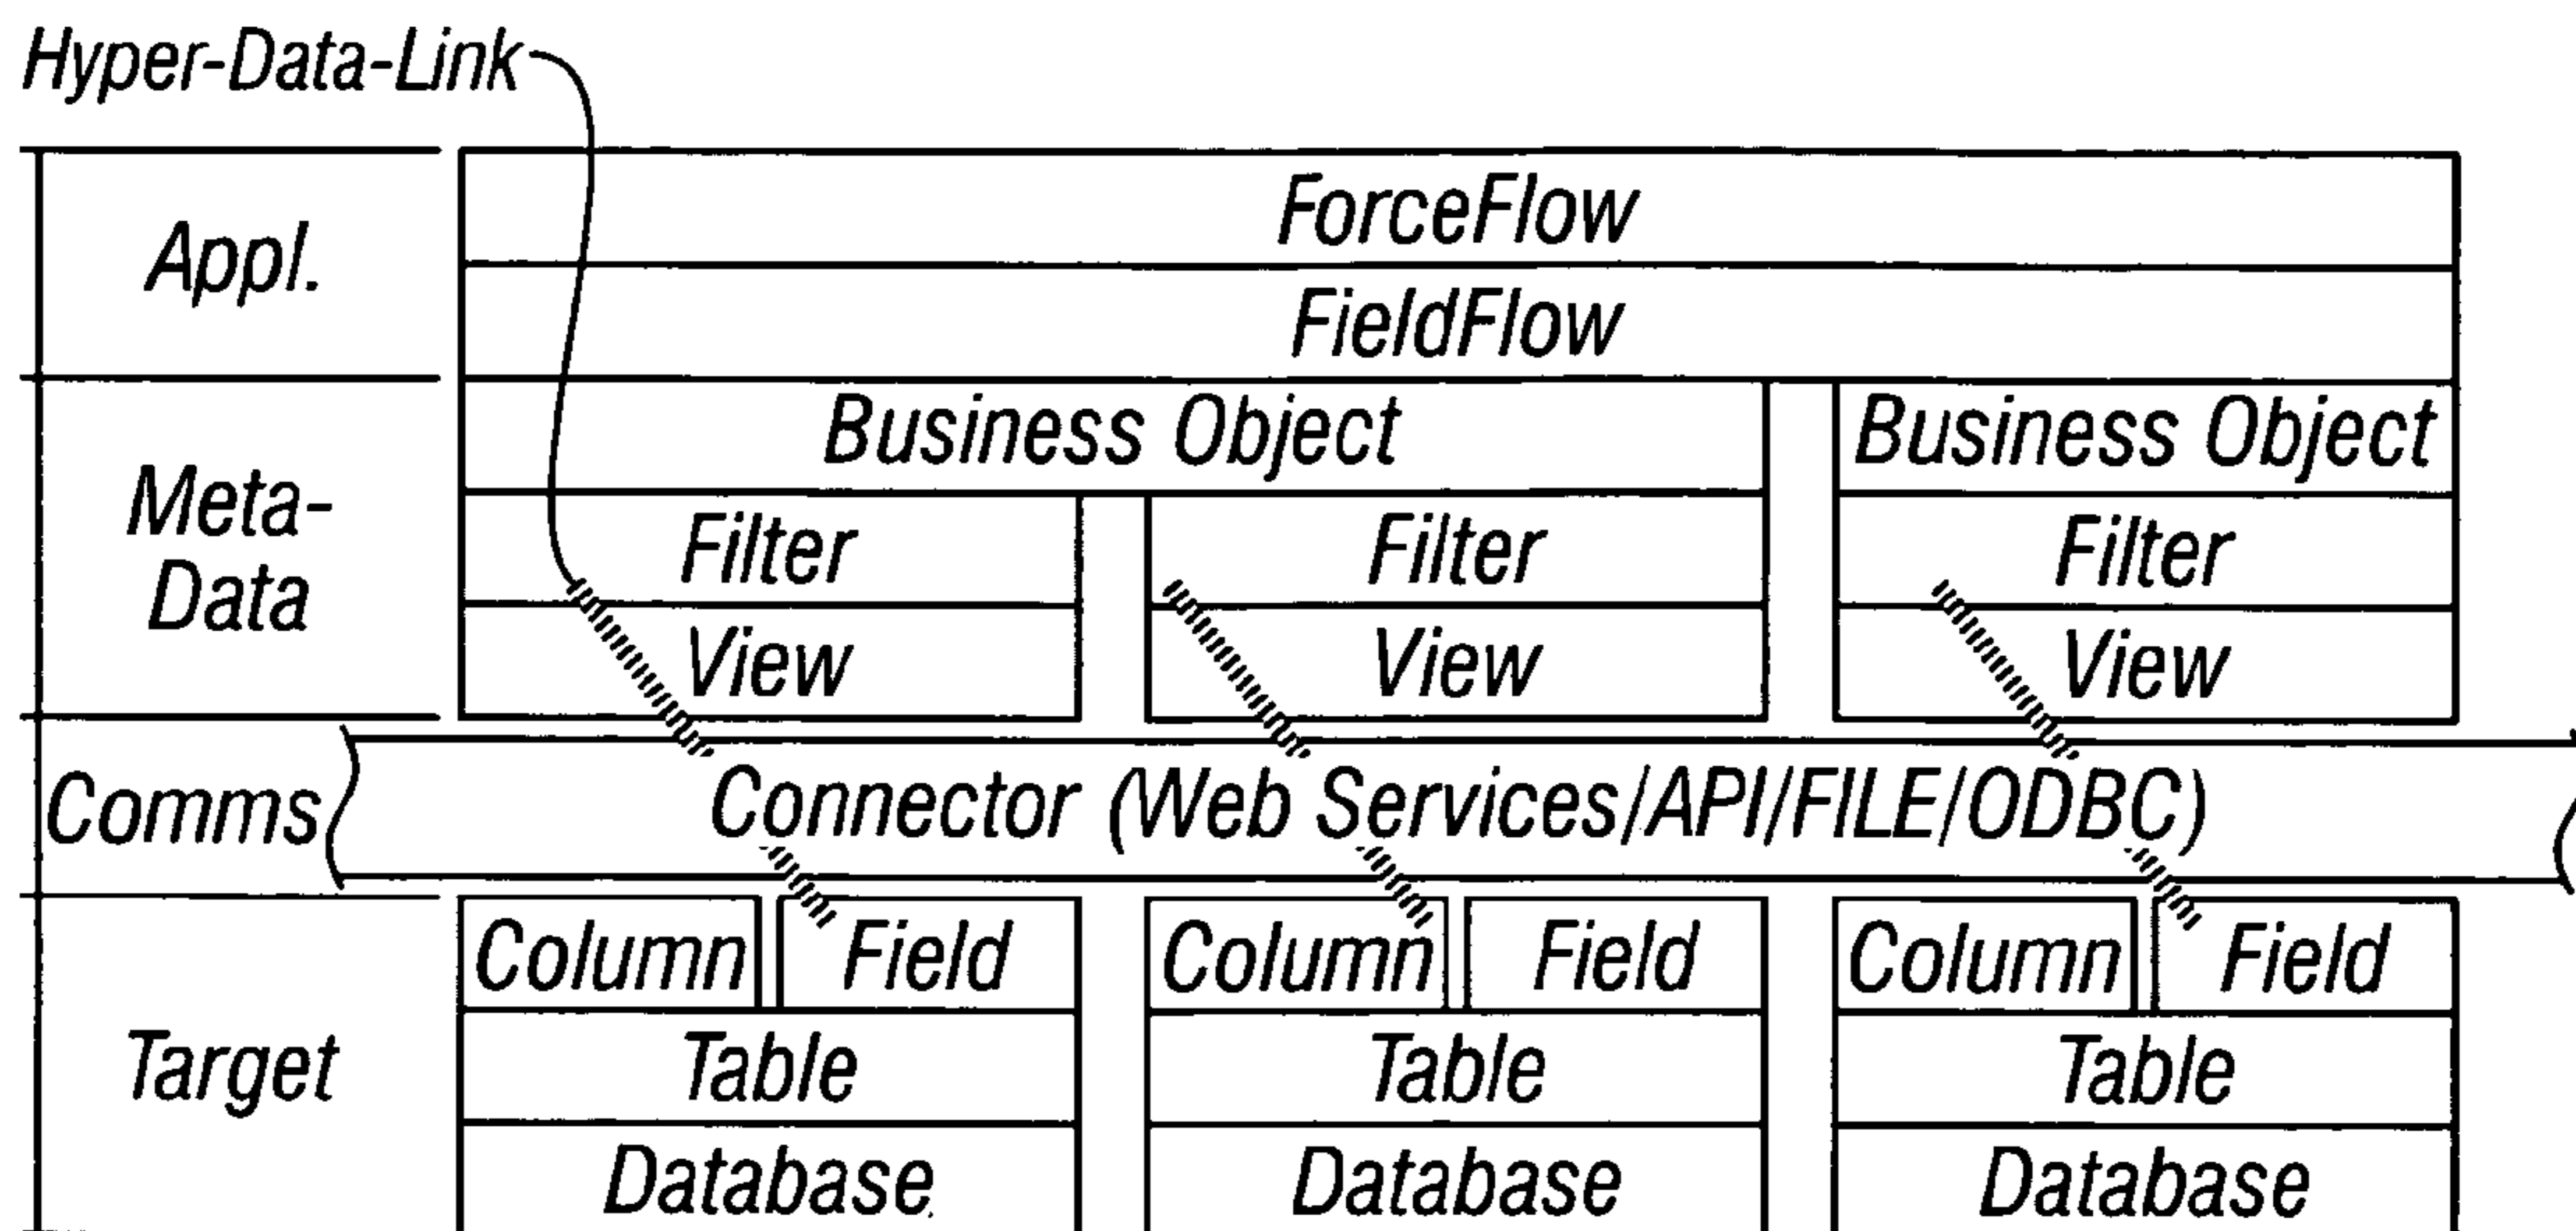 Hyper-Data-Link
Appl.
ForceFlow
FieldFlow
Meta-
Data
Business Object
Business Object
Filter
Filter
Filter
View
View
View
Comms
Connector (Web Services/API/FILE/ODBC)
Target
Column
Field
Column
Field
Column
Field
Table
Table
Table
Database
Database
Database